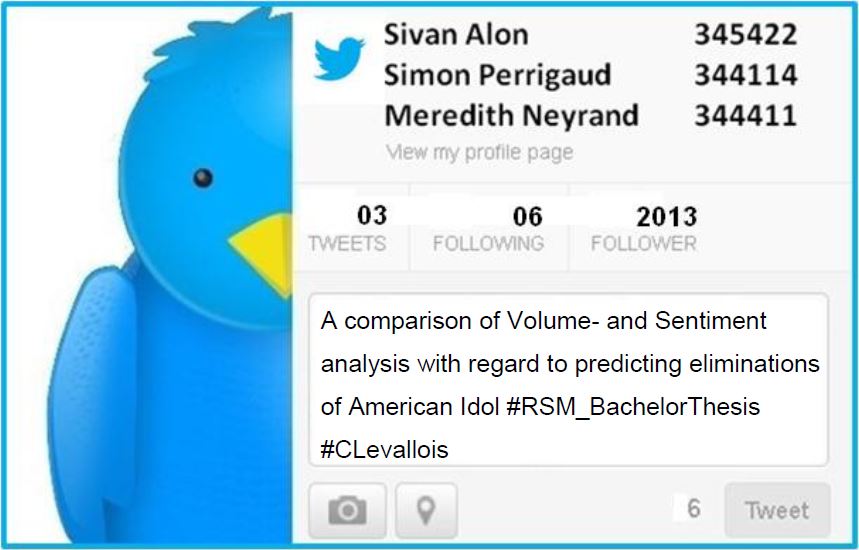 Sivan Alon 345422
Simon Perrigaud 344114
Meredith Neyrand 344411
View my profile page
03 06 2013
TWEETS FOLLOWING FOLLOWER
A comparison of Volume- and Sentiment
analysis with regard to predicting eliminations
of American Idol #RSM_BachelorThesis
#CLevallois
6 Tweet